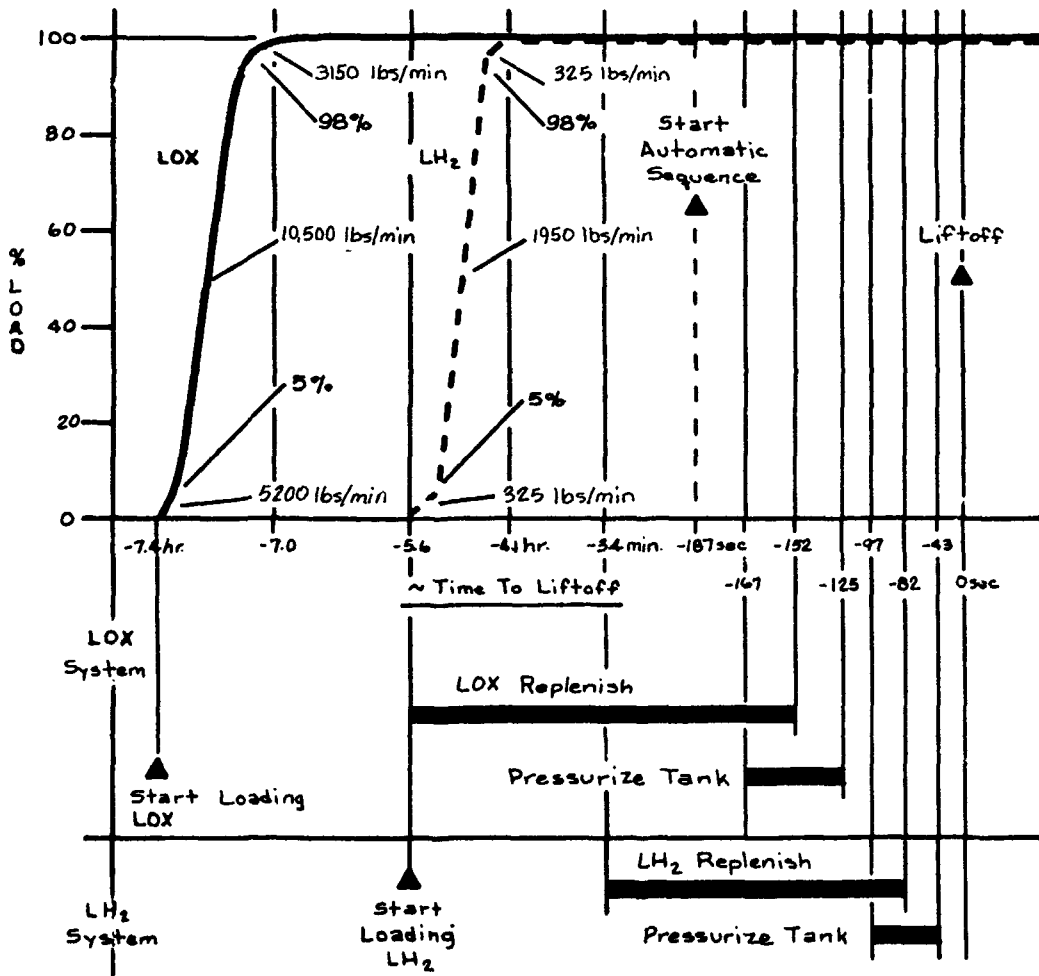 100
3150 lbs/min
98%
325 lbs/min
98%
80
LOX
LH₂
Start
Automatic
Sequence
60
10,500 lbs/min
1950 lbs/min
Liftoff
% LOAD
40
5%
5%
20
5200 lbs/min
325 lbs/min
0
-7.4 hr. -7.0 -5.6 -4.1 hr. -34 min. -187 sec -152 -97 -43
-167 -125 -82 0 sec
~ Time To Liftoff
LOX
System
LOX Replenish
Pressurize Tank
Start Loading
LOX
LH₂ Replenish
LH₂
System
Start
Loading
LH₂
Pressurize Tank